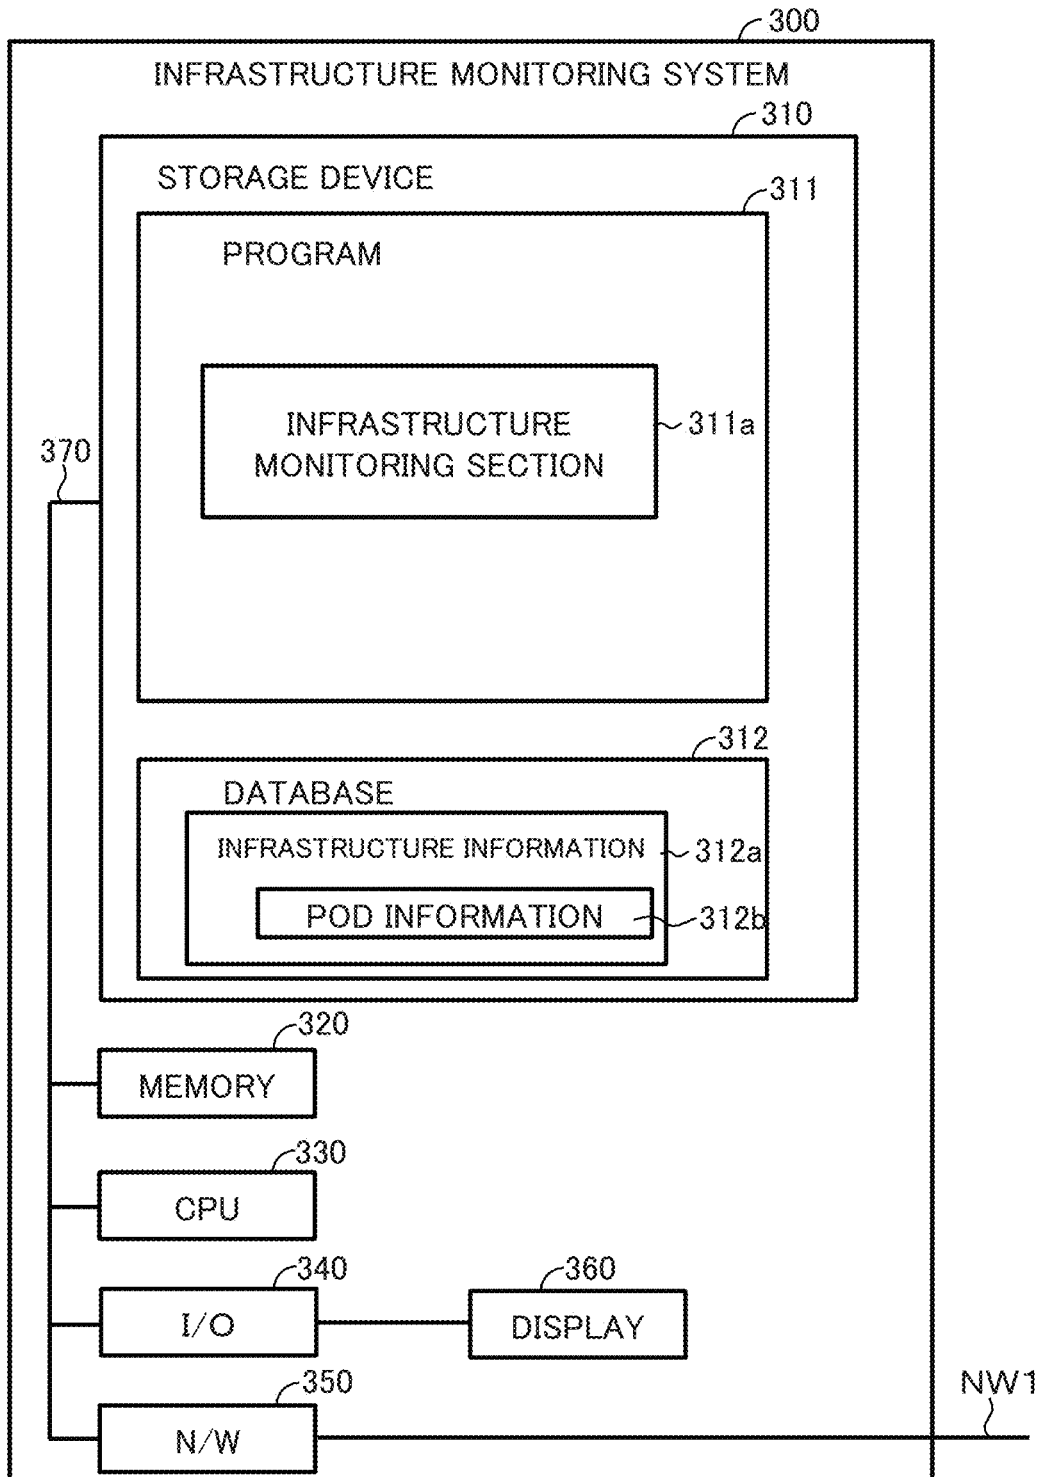 300
INFRASTRUCTURE MONITORING SYSTEM
310
STORAGE DEVICE
311
PROGRAM
INFRASTRUCTURE
MONITORING SECTION
311a
370
312
DATABASE
INFRASTRUCTURE INFORMATION
312a
POD INFORMATION
312b
320
MEMORY
330
CPU
340
I/O
360
DISPLAY
350
N/W
NW1